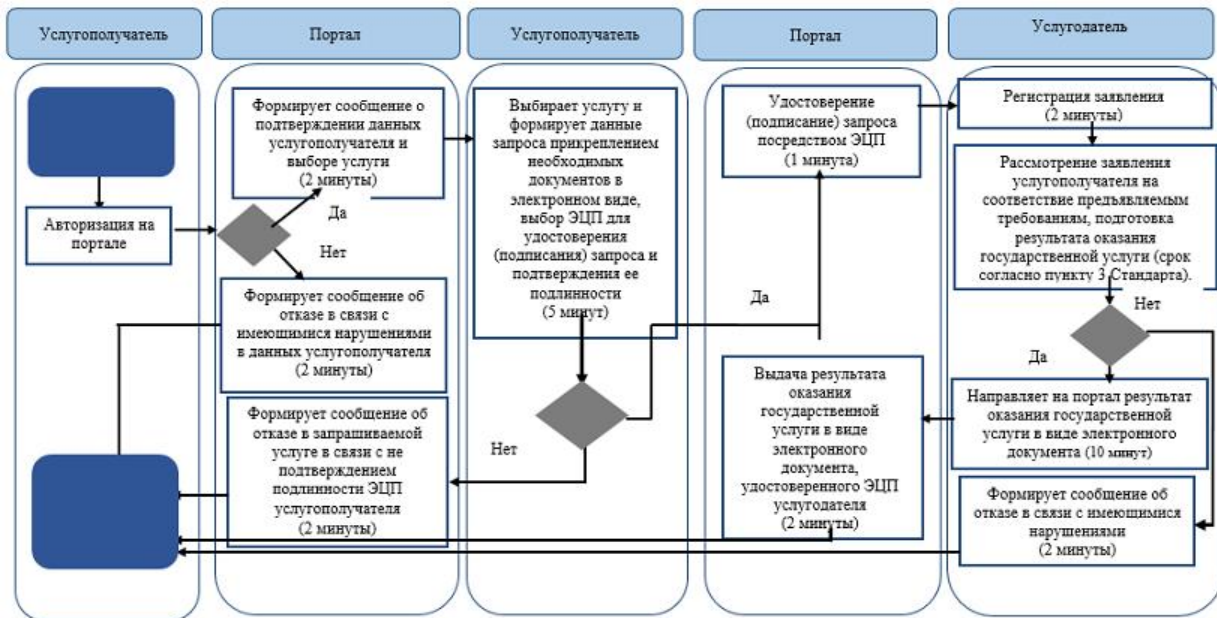 Услугополучатель
Портал
Услугополучатель
Портал
Услугодатель
Авторизация на
портале
Формирует сообщение о
подтверждении данных
услугополучателя и
выборе услуги
(2 минуты)
Да
Нет
Формирует сообщение об
отказе в связи с
имеющимися нарушениями
в данных услугополучателя
(2 минуты)
Формирует сообщение об
отказе в запрашиваемой
услуге в связи с не
подтверждением
подлинности ЭЦП
услугополучателя
(2 минуты)
Выбирает услугу и
формирует данные
запроса прикреплением
необходимых
документов в
электронном виде,
выбор ЭЦП для
удостоверения
(подписания) запроса и
подтверждения ее
подлинности
(5 минут)
Да
Нет
Удостоверение
(подписание) запроса
посредством ЭЦП
(1 минута)
Выдача результата
оказания
государственной
услуги в виде
электронного
документа,
удостоверенного ЭЦП
услугодателя
(2 минуты)
Регистрация заявления
(2 минуты)
Рассмотрение заявления
услугополучателя на
соответствие предъявляемым
требованиям, подготовка
результата оказания
государственной услуги (срок
согласно пункту 3 Стандарта).
Нет
Да
Направляет на портал результат
оказания государственной
услуги в виде электронного
документа (10 минут)
Формирует сообщение об
отказе в связи с имеющимися
нарушениями
(2 минуты)